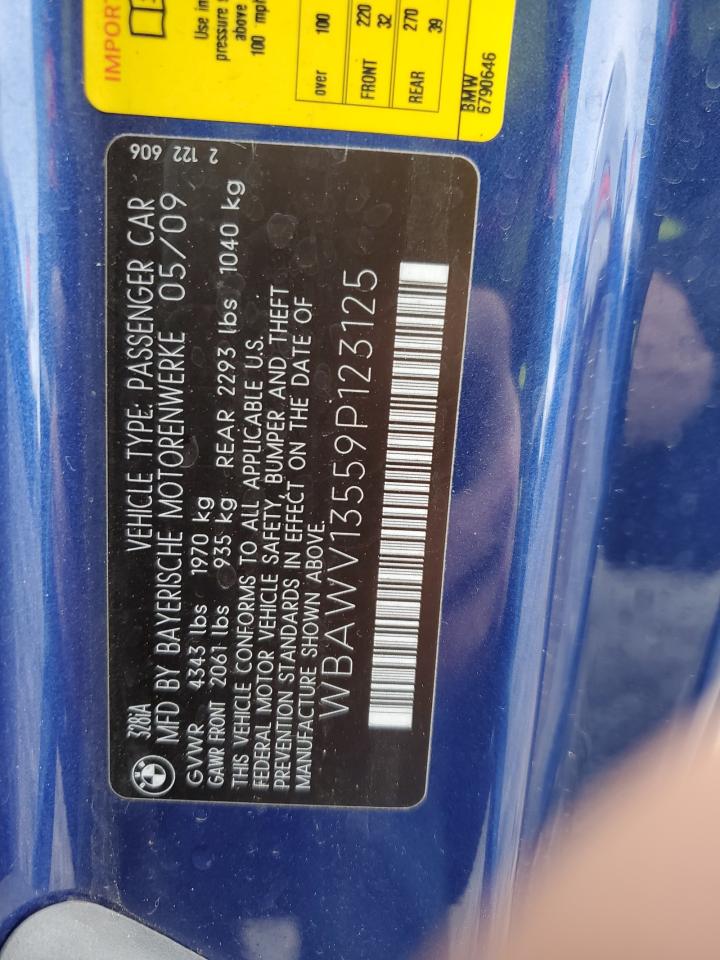 IMPORT
Use in
pressure
above
100 mph
over 100
FRONT 220 32
REAR 270 39
BMW
6790646
328iA VEHICLE TYPE: PASSENGER CAR 2 122 606
MFD BY BAYERISCHE MOTORENWERKE 05/09
GVWR 4343 lbs 1970 kg
GAWR FRONT 2061 lbs 935 kg REAR 2293 lbs 1040 kg
THIS VEHICLE CONFORMS TO ALL APPLICABLE U.S.
FEDERAL MOTOR VEHICLE SAFETY, BUMPER AND THEFT
PREVENTION STANDARDS IN EFFECT ON THE DATE OF
MANUFACTURE SHOWN ABOVE.
WBAWV13559P123125